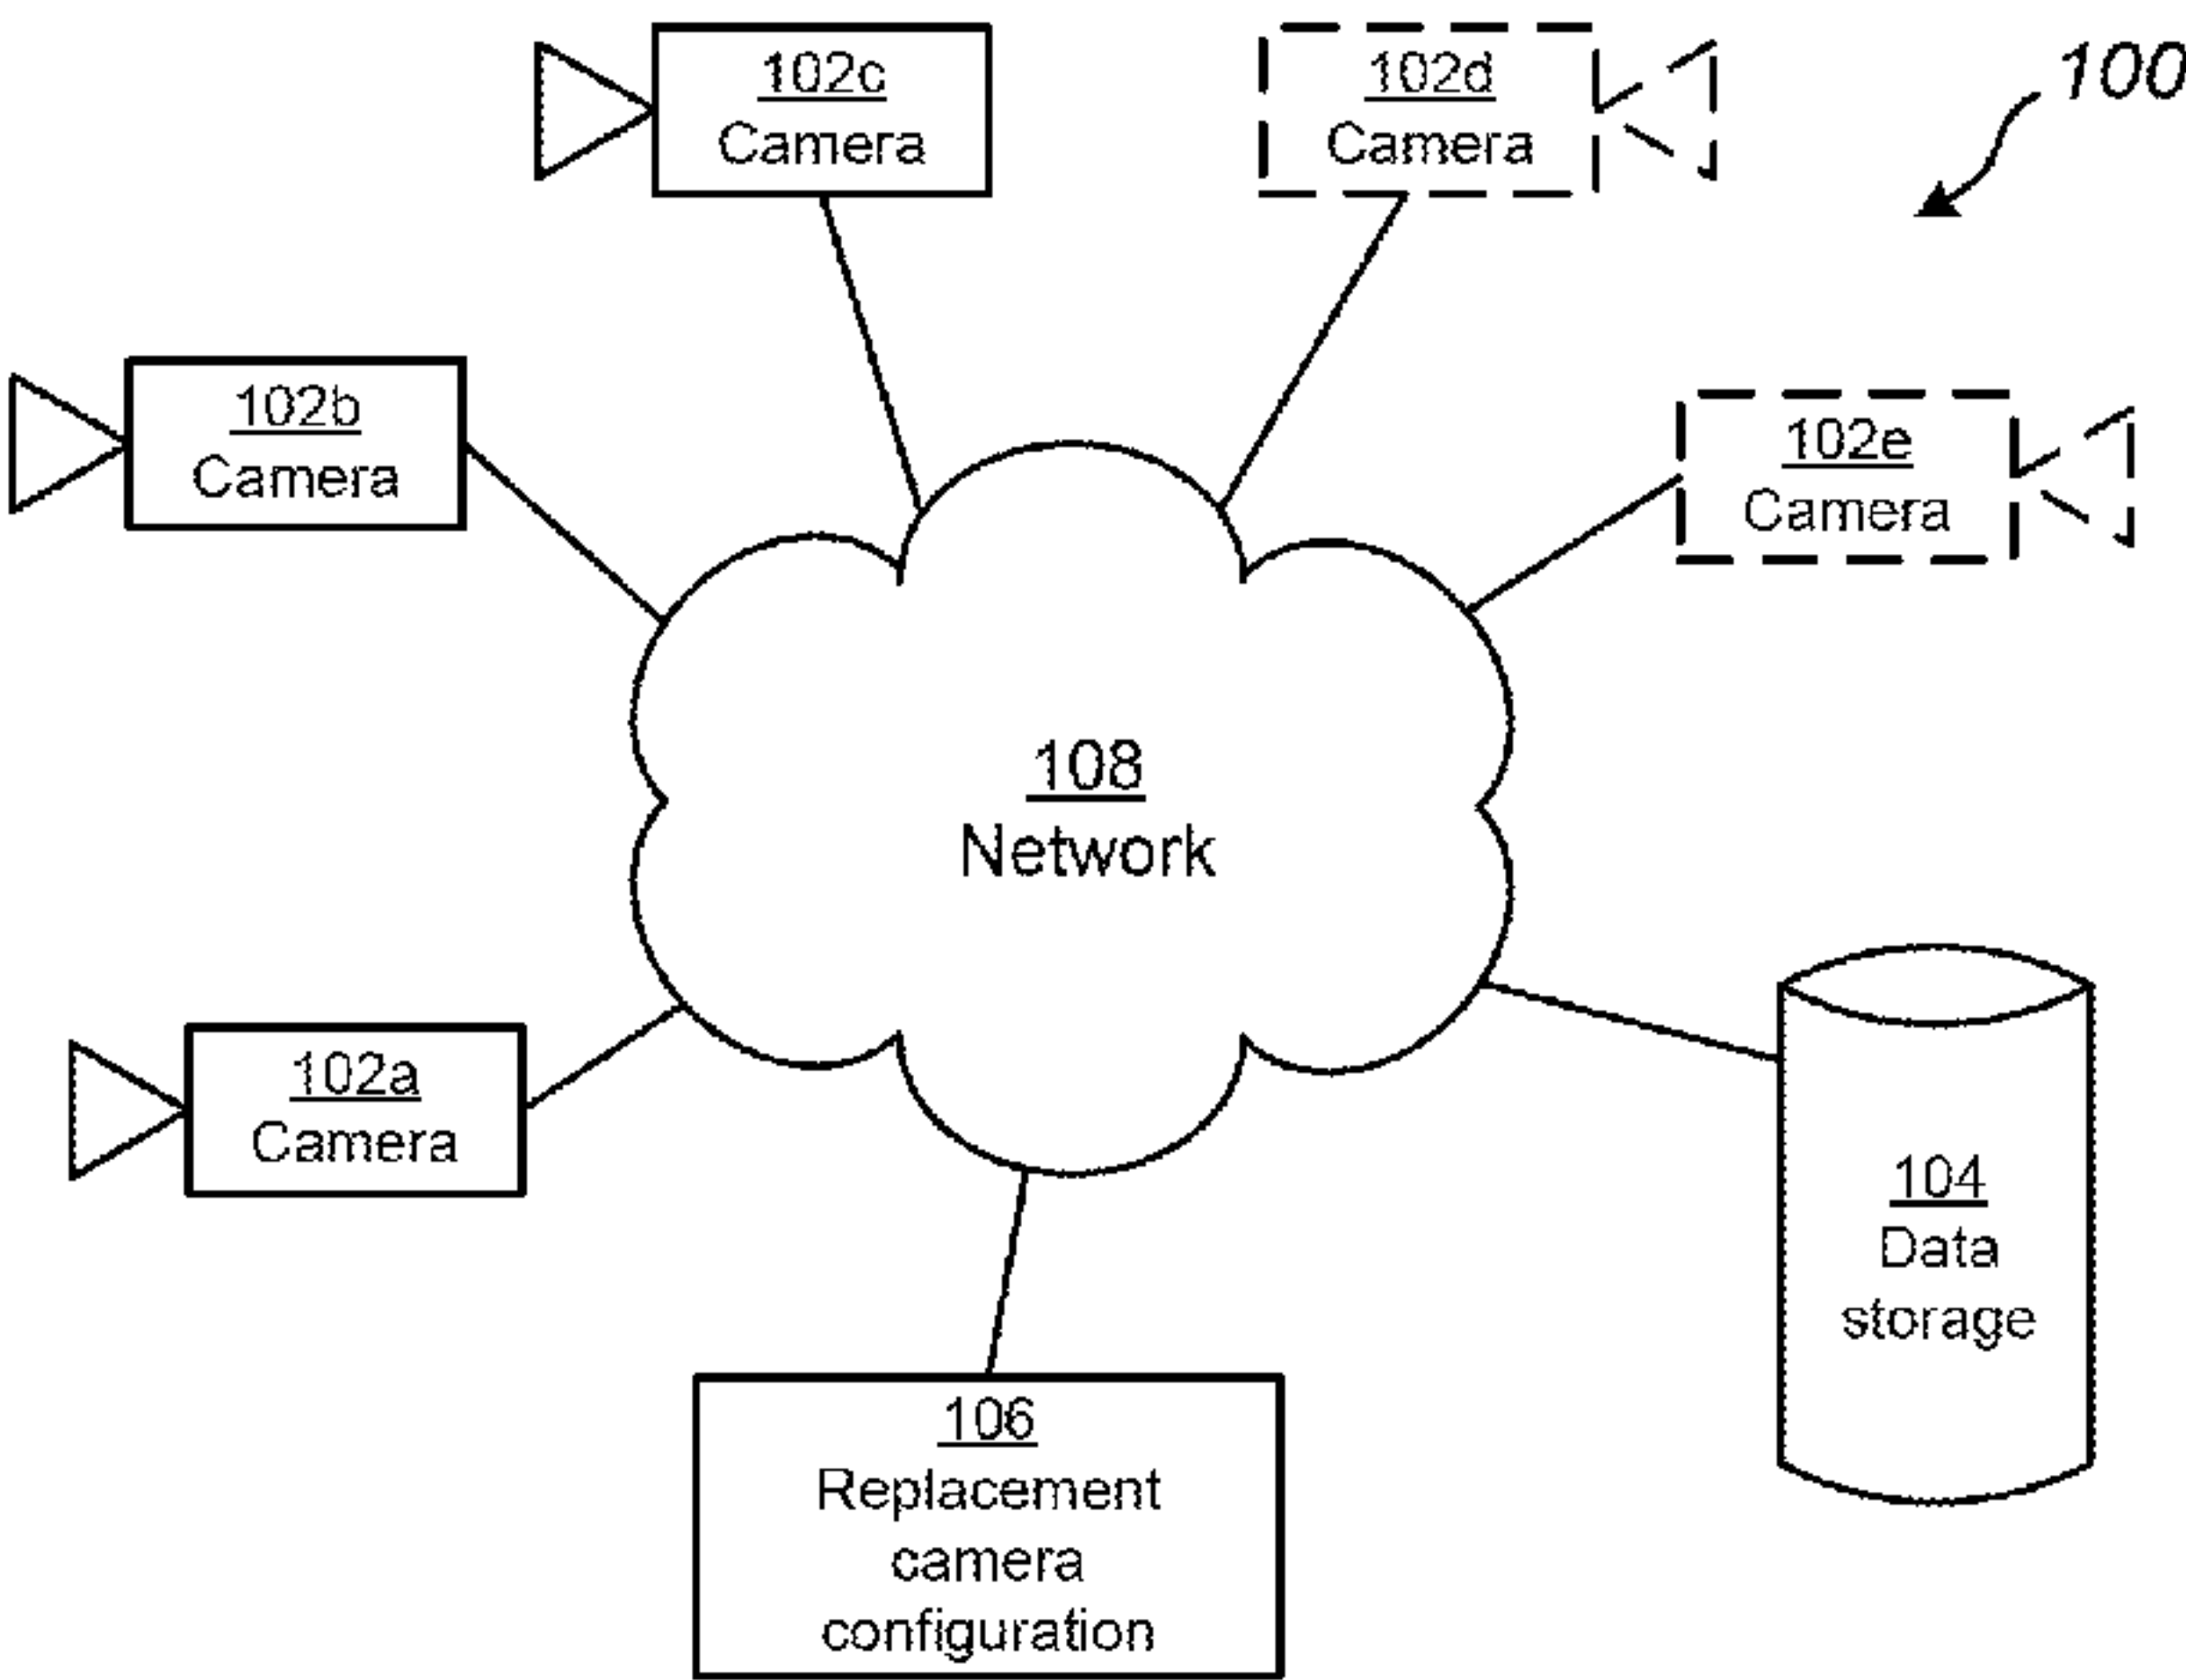 102c
Camera
102d
Camera
100
102b
Camera
102e
Camera
108
Network
102a
Camera
104
Data
storage
106
Replacement
camera
configuration